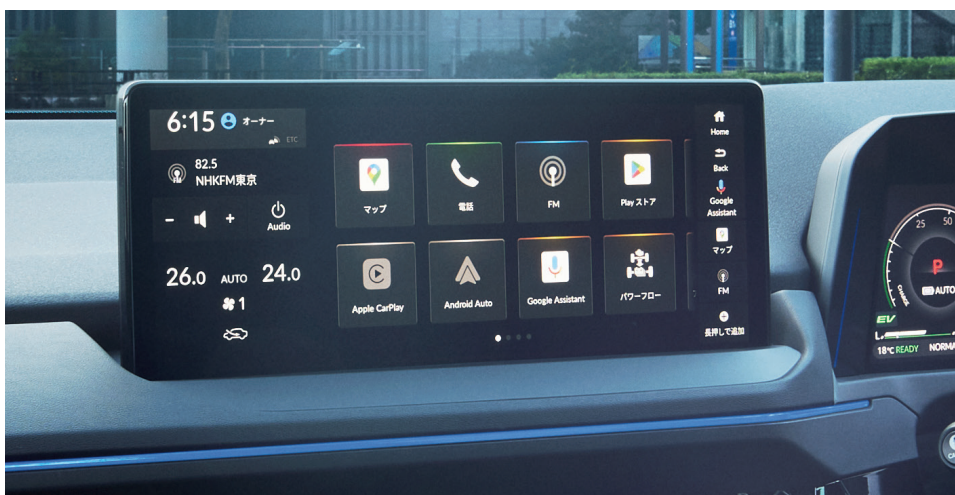 6:15 オーナー
ETC
82.5
NHKFM東京
− +
Audio
26.0 AUTO 24.0
1
マップ
電話
FM
Play ストア
Apple CarPlay
Android Auto
Google Assistant
パワーフロー
Home
Back
Google
Assistant
マップ
FM
長押しで追加
25 50
CHARGE
P
AUTO
EV
L
18°C READY NORMA